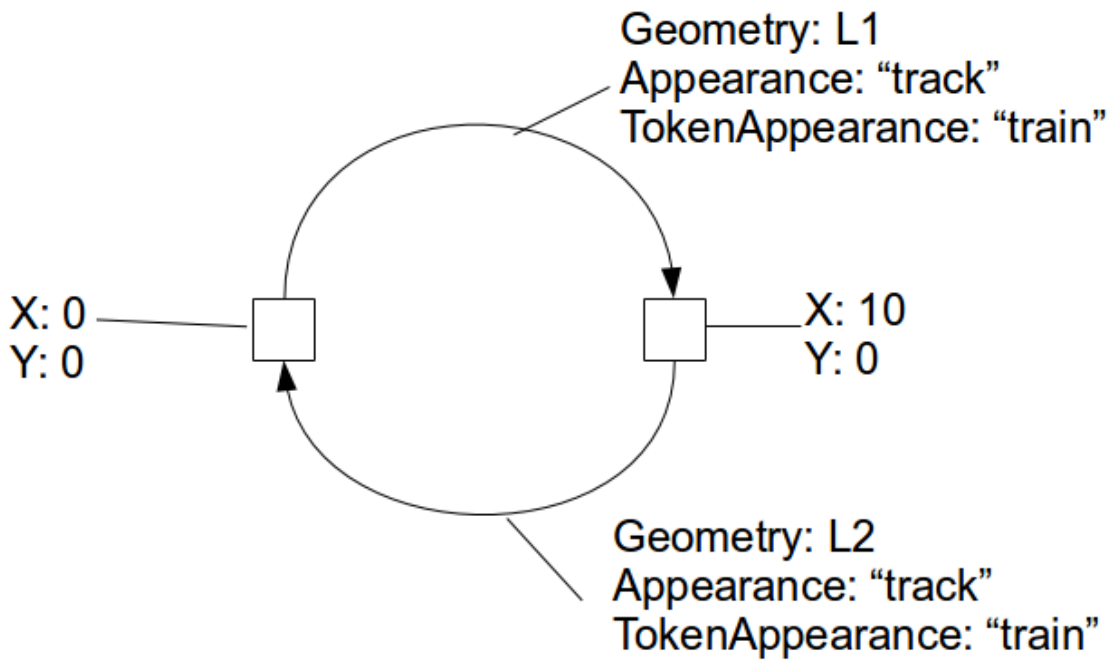 Geometry: L1
Appearance: “track”
TokenAppearance: “train”
X: 0
Y: 0
X: 10
Y: 0
Geometry: L2
Appearance: “track”
TokenAppearance: “train”